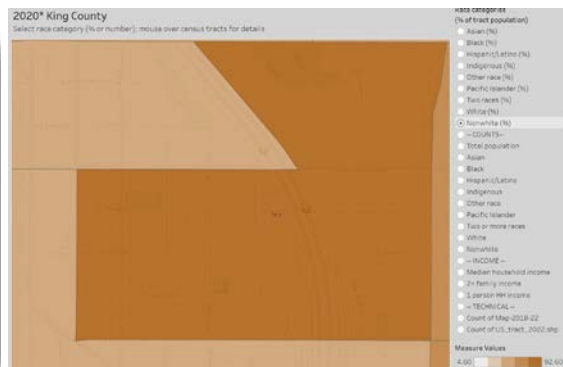 2020* King County
Select race category (% or number); mouse over census tracts for details
Race categories
(% of tract population)
Asian (%)
Black (%)
Hispanic/Latino (%)
Indigenous (%)
Other race (%)
Pacific Islander (%)
Two races (%)
White (%)
Nonwhite (%)
--COUNTS--
Total population
Asian
Black
Hispanic/Latino
Indigenous
Other race
Pacific Islander
Two or more races
White
Nonwhite
-- INCOME --
Median household income
2+ family income
1 person HH income
-- TECHNICAL --
Count of Map-2018-22
Count of US_tract_2022.shp
Measure Values
4.60 92.60